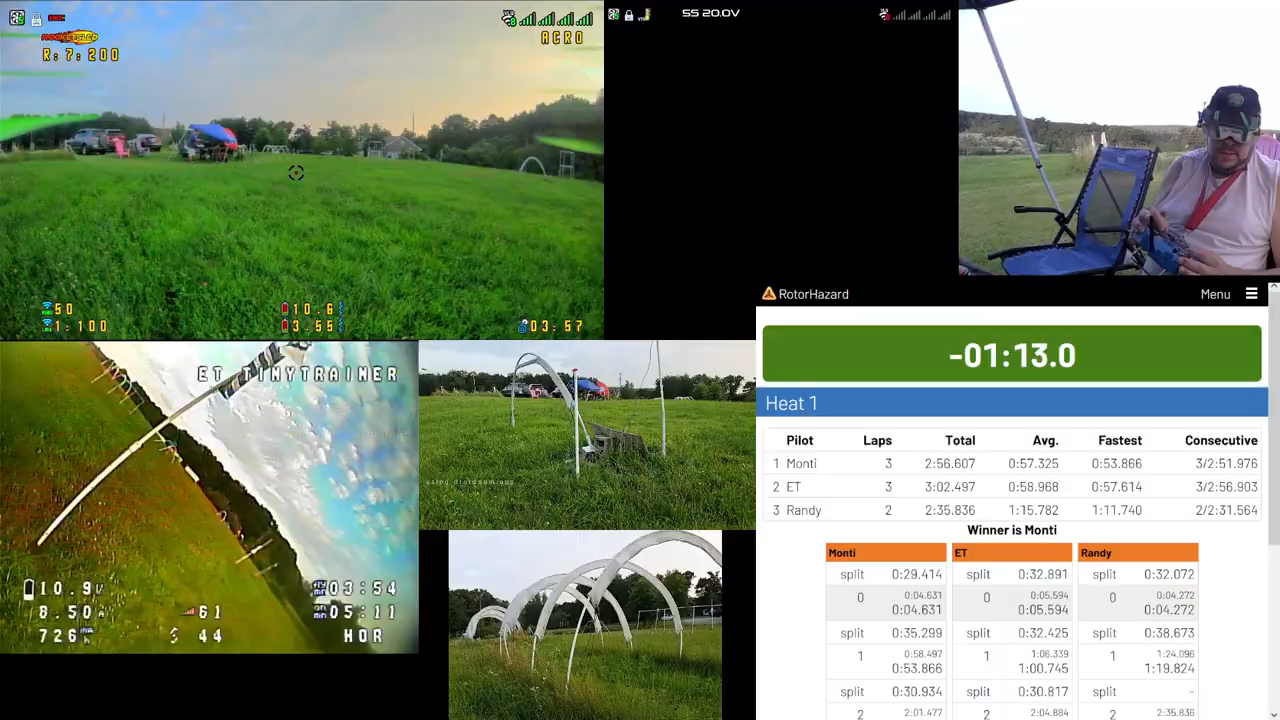 ACRO
R: 7: 200
50
1: 100
10.6
3.55
03: 57
SS 20.0V
ET TINYTRAINER
10.9V
8.50
726
61
44
03:54
05:11
HOR
using droidcam.app
RotorHazard
Menu
-01:13.0
Heat 1
Pilot Laps Total Avg. Fastest Consecutive
1 Monti 3 2:56.607 0:57.325 0:53.866 3/2:51.976
2 ET 3 3:02.497 0:58.968 0:57.614 3/2:56.903
3 Randy 2 2:35.836 1:15.782 1:11.740 2/2:31.564
Winner is Monti
Monti ET Randy
split 0:29.414 split 0:32.891 split 0:32.072
0:04.631 0:05.594 0:04.272
0 0:04.631 0 0:05.594 0 0:04.272
split 0:35.299 split 0:32.425 split 0:38.673
0:58.497 1:06.339 1:24.096
1 0:53.866 1 1:00.745 1 1:19.824
split 0:30.934 split 0:30.817 split -
2 2:01.477 2 2:04.884 2 2:35.836